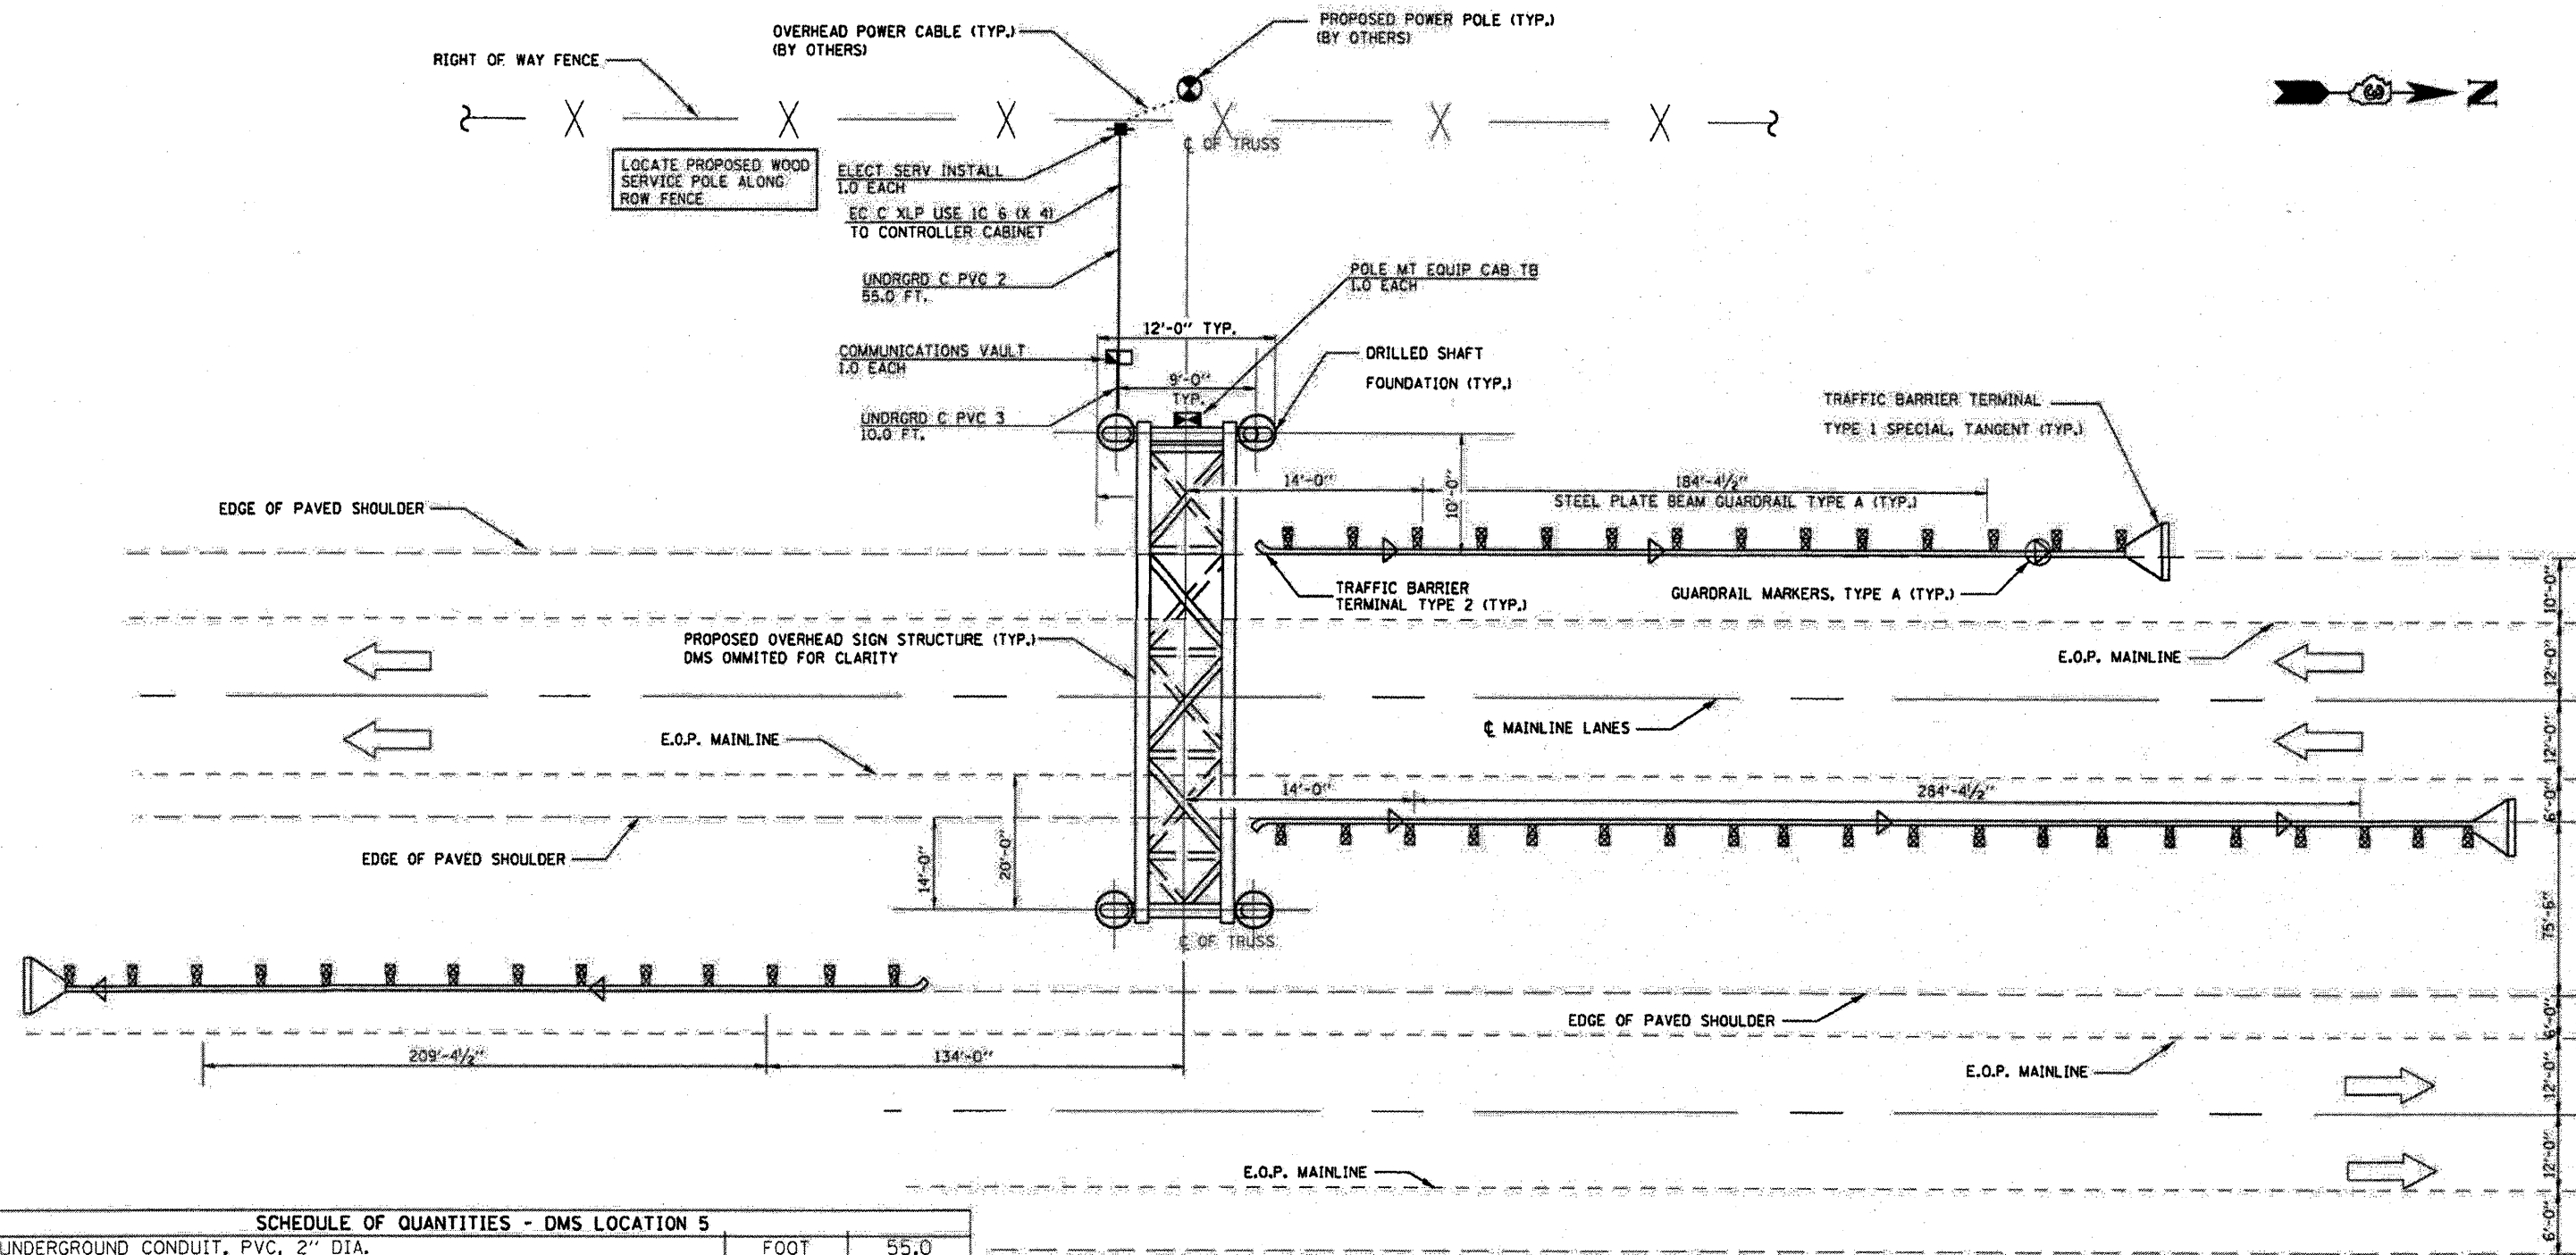 PROPOSED POWER POLE (TYP.)
(BY OTHERS)
OVERHEAD POWER CABLE (TYP.)
(BY OTHERS)
RIGHT OF WAY FENCE
N
℄ OF TRUSS
LOCATE PROPOSED WOOD
SERVICE POLE ALONG
ROW FENCE
ELECT SERV INSTALL
1.0 EACH
EC C XLP USE 1C 6 (X 4)
TO CONTROLLER CABINET
UNDRGRD C PVC 2
55.0 FT.
POLE MT EQUIP CAB TB
1.0 EACH
12'-0" TYP.
COMMUNICATIONS VAULT
1.0 EACH
DRILLED SHAFT
FOUNDATION (TYP.)
9'-0"
TYP.
UNDRGRD C PVC 3
10.0 FT.
TRAFFIC BARRIER TERMINAL
TYPE 1 SPECIAL, TANGENT (TYP.)
14'-0"
10'-0"
184'-4½"
STEEL PLATE BEAM GUARDRAIL TYPE A (TYP.)
EDGE OF PAVED SHOULDER
TRAFFIC BARRIER
TERMINAL TYPE 2 (TYP.)
GUARDRAIL MARKERS, TYPE A (TYP.)
10'-0"
PROPOSED OVERHEAD SIGN STRUCTURE (TYP.)
DMS OMMITED FOR CLARITY
E.O.P. MAINLINE
12'-0"
℄ MAINLINE LANES
E.O.P. MAINLINE
12'-0"
14'-0"
284'-4½"
6'-0"
EDGE OF PAVED SHOULDER
14'-0"
20'-0"
75'-6"
℄ OF TRUSS
EDGE OF PAVED SHOULDER
6'-0"
209'-4½"
134'-0"
E.O.P. MAINLINE
12'-0"
E.O.P. MAINLINE
12'-0"
6'-0"
SCHEDULE OF QUANTITIES - DMS LOCATION 5
UNDERGROUND CONDUIT, PVC, 2" DIA. FOOT 55.0